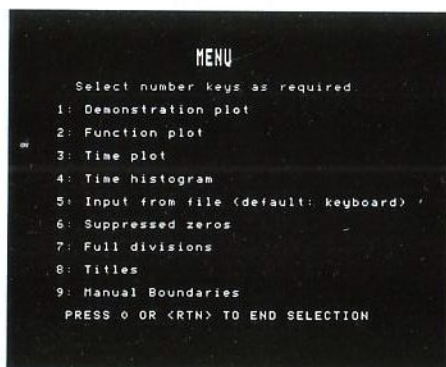 MENU
Select number keys as required.
1: Demonstration plot
2: Function plot
3: Time plot
4: Time histogram
5: Input from file (default: keyboard)
6: Suppressed zeros
7: Full divisions
8: Titles
9: Manual Boundaries
PRESS 0 OR <RTN> TO END SELECTION